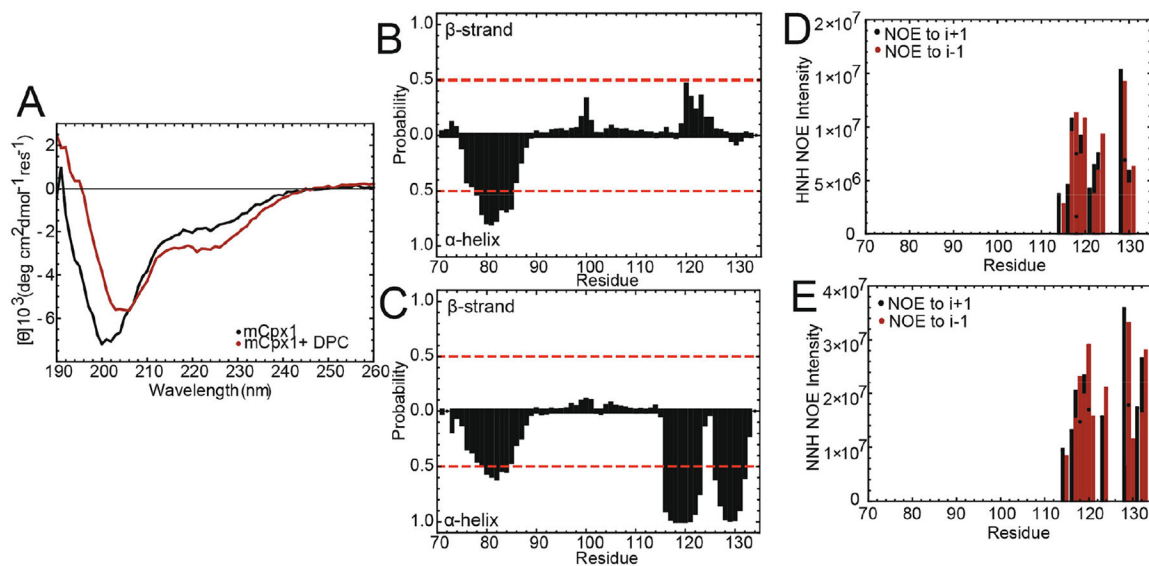 A
[θ]10³(deg cm²dmol⁻¹res⁻¹)
2
0
-2
-4
-6
-8
190 200 210 220 230 240 250 260
Wavelength(nm)
mCpx1
mCpx1+ DPC
B
β-strand
Probability
1.0
0.5
0.0
0.5
1.0
α-helix
70 80 90 100 110 120 130
Residue
C
β-strand
Probability
1.0
0.5
0.0
0.5
1.0
α-helix
70 80 90 100 110 120 130
Residue
D
NOE to i+1
NOE to i-1
HNH NOE Intensity
2×10⁷
1×10⁷
1×10⁷
5×10⁶
0
70 80 90 100 110 120 130
Residue
E
NOE to i+1
NOE to i-1
NNH NOE Intensity
4×10⁷
3×10⁷
2×10⁷
1×10⁷
0
70 80 90 100 110 120 130
Residue